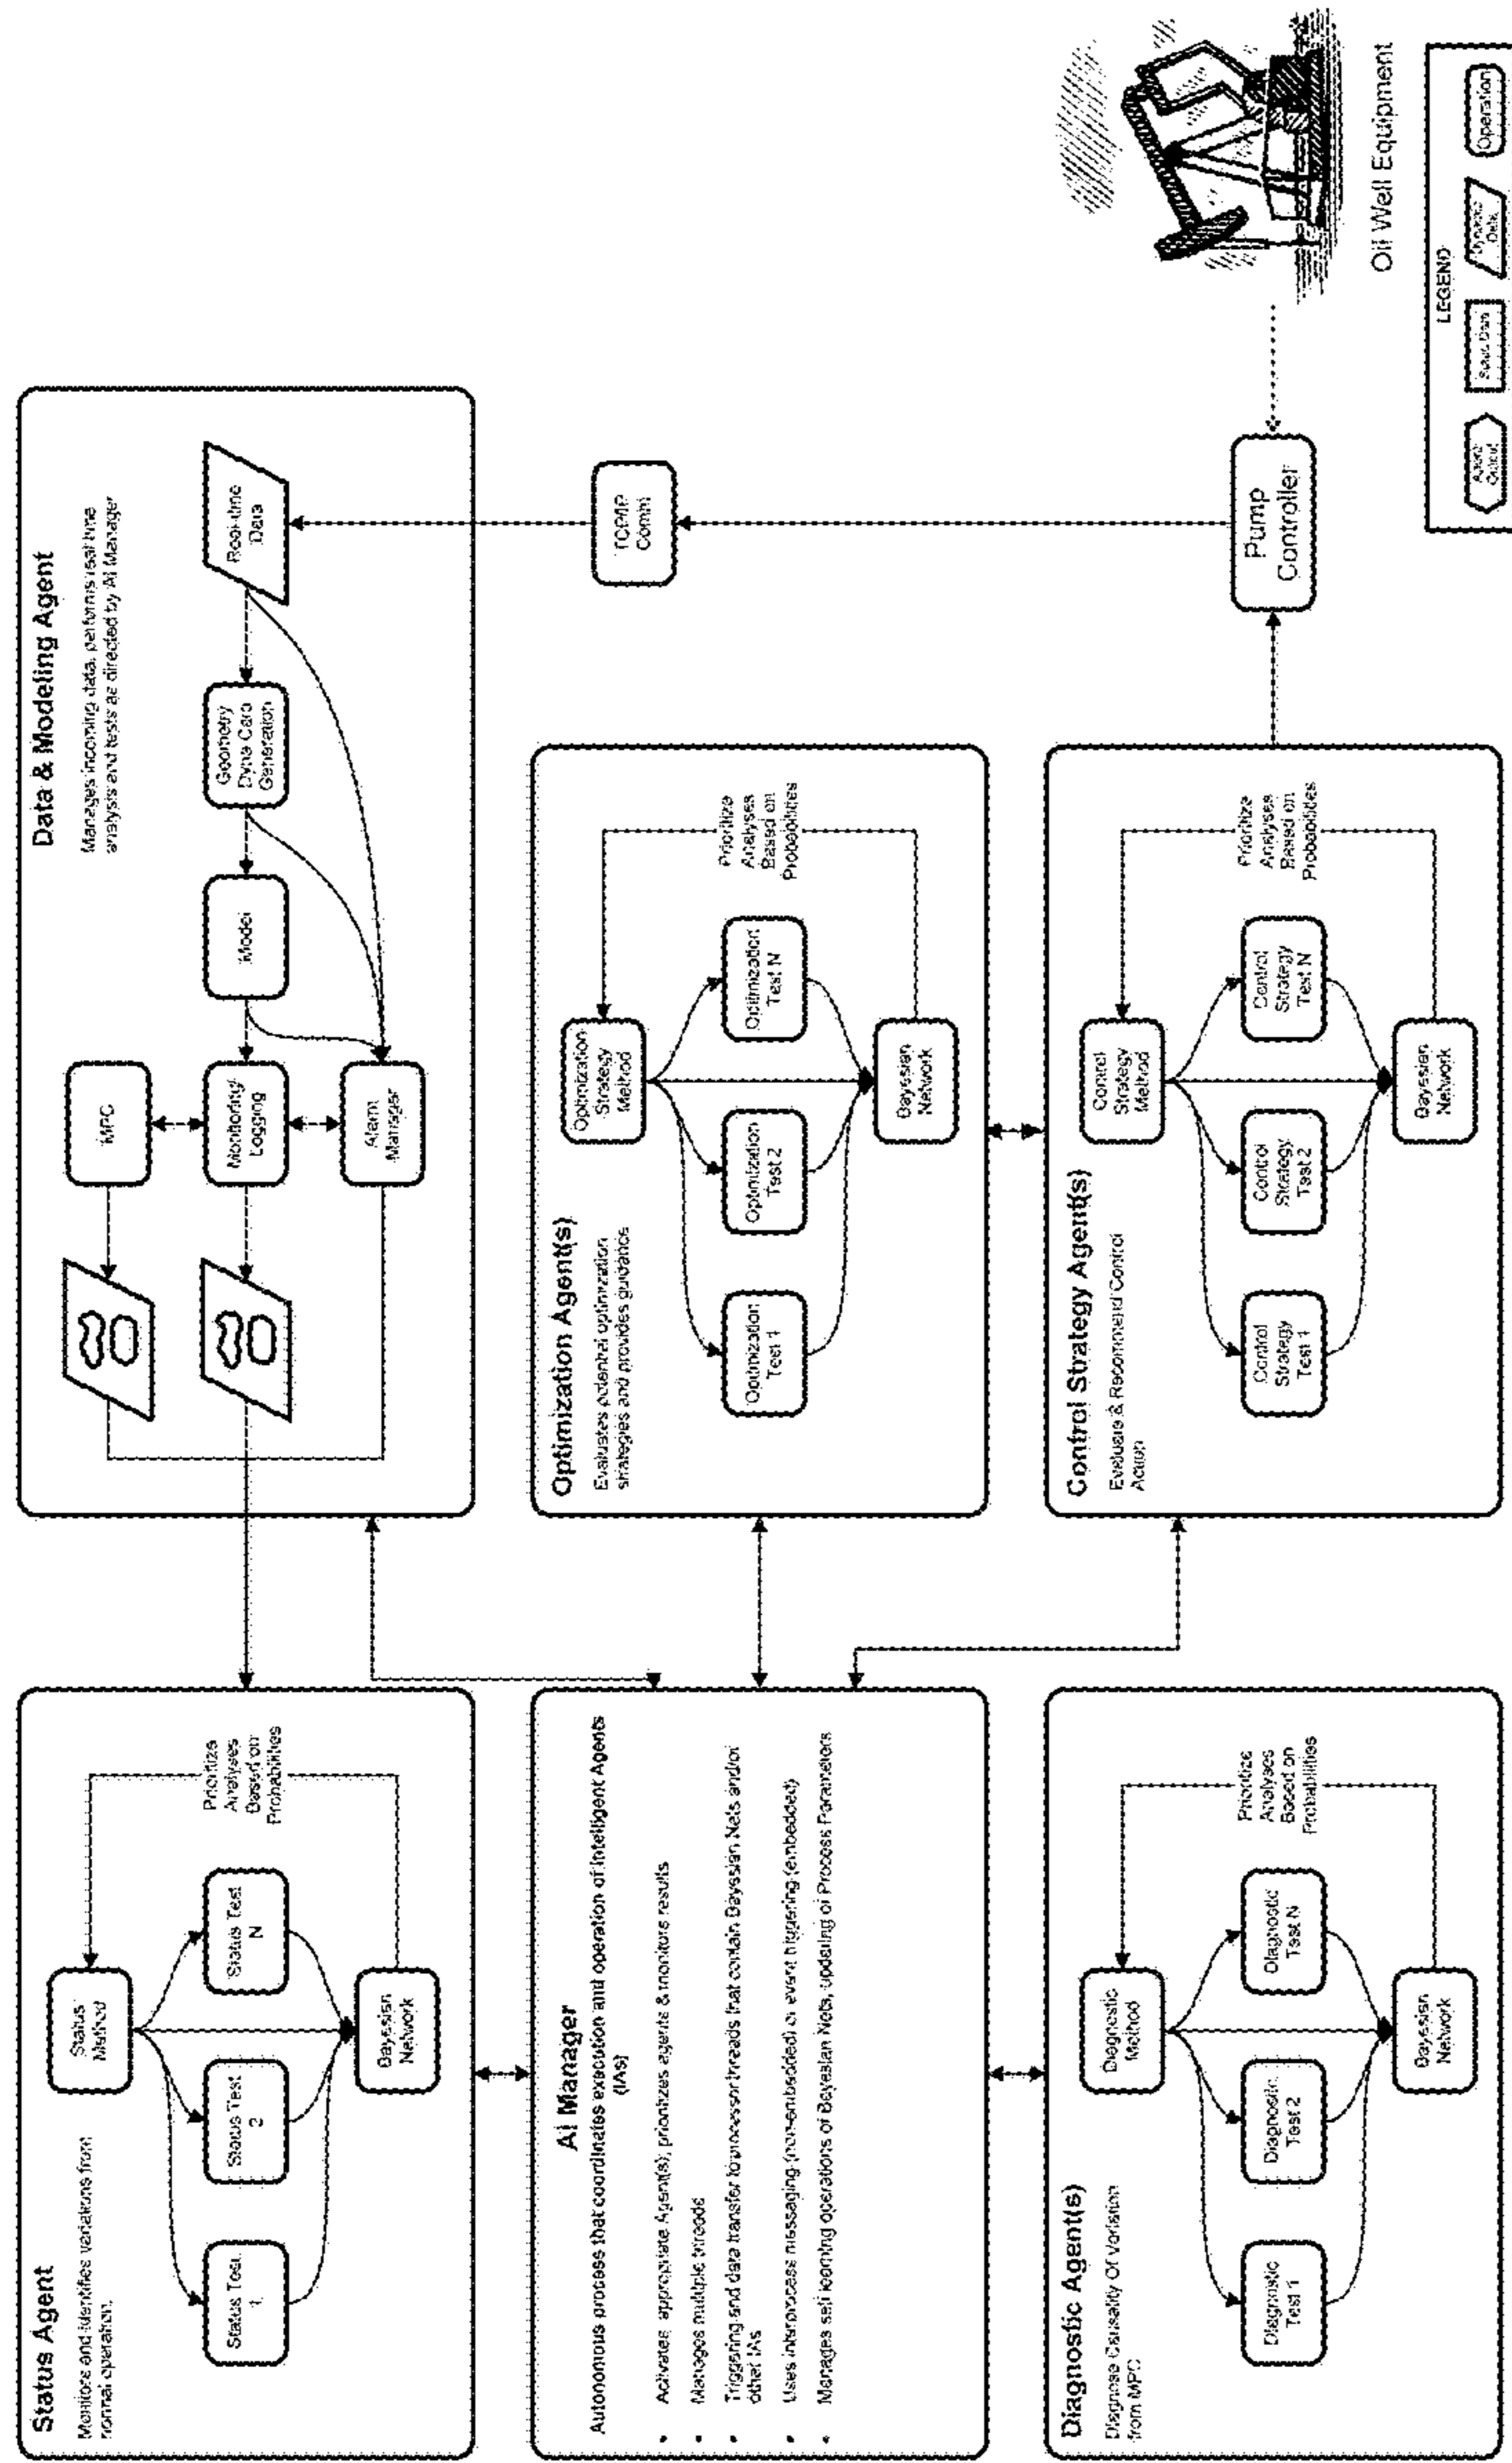 Status Agent
Monitors and identifies variations from
normal operation.
Status
Method
Status Test
1
Status Test
2
Status Test
N
Bayesian
Network
Prioritize
Analyses
Based on
Probabilities
Data & Modeling Agent
Manages incoming data, performs real time
analysis and tests as directed by AI Manager
MPC
Monitoring/
Logging
Alarm
Manager
Model
Geometry
Dyna Card
Generation
Real-time
Data
AI Manager
Autonomous process that coordinates execution and operation of Intelligent Agents
(IAs)
• Activates appropriate Agent(s), prioritizes agents & monitors results
• Manages multiple threads
• Triggering and data transfer to processor threads that contain Bayesian Nets and/or
other IAs
• Uses interprocess messaging (non-embedded) or event triggering (embedded)
• Manages self learning operations of Bayesian Nets, updating of Process Parameters
Optimization Agent(s)
Evaluates potential optimization
strategies and provides guidance
Optimization
Strategy
Method
Optimization
Test 1
Optimization
Test 2
Optimization
Test N
Bayesian
Network
Prioritize
Analyses
Based on
Probabilities
TCP/IP
Comm
Diagnostic Agent(s)
Diagnose Causality Of Variation
from MPC
Diagnostic
Method
Diagnostic
Test 1
Diagnostic
Test 2
Diagnostic
Test N
Bayesian
Network
Prioritize
Analyses
Based on
Probabilities
Control Strategy Agent(s)
Evaluate & Recommend Control
Action
Control
Strategy
Method
Control
Strategy
Test 1
Control
Strategy
Test 2
Control
Strategy
Test N
Bayesian
Network
Prioritize
Analyses
Based on
Probabilities
Pump
Controller
Oil Well Equipment
LEGEND
Agent
Output
Data
Dynamic
Data
Operation